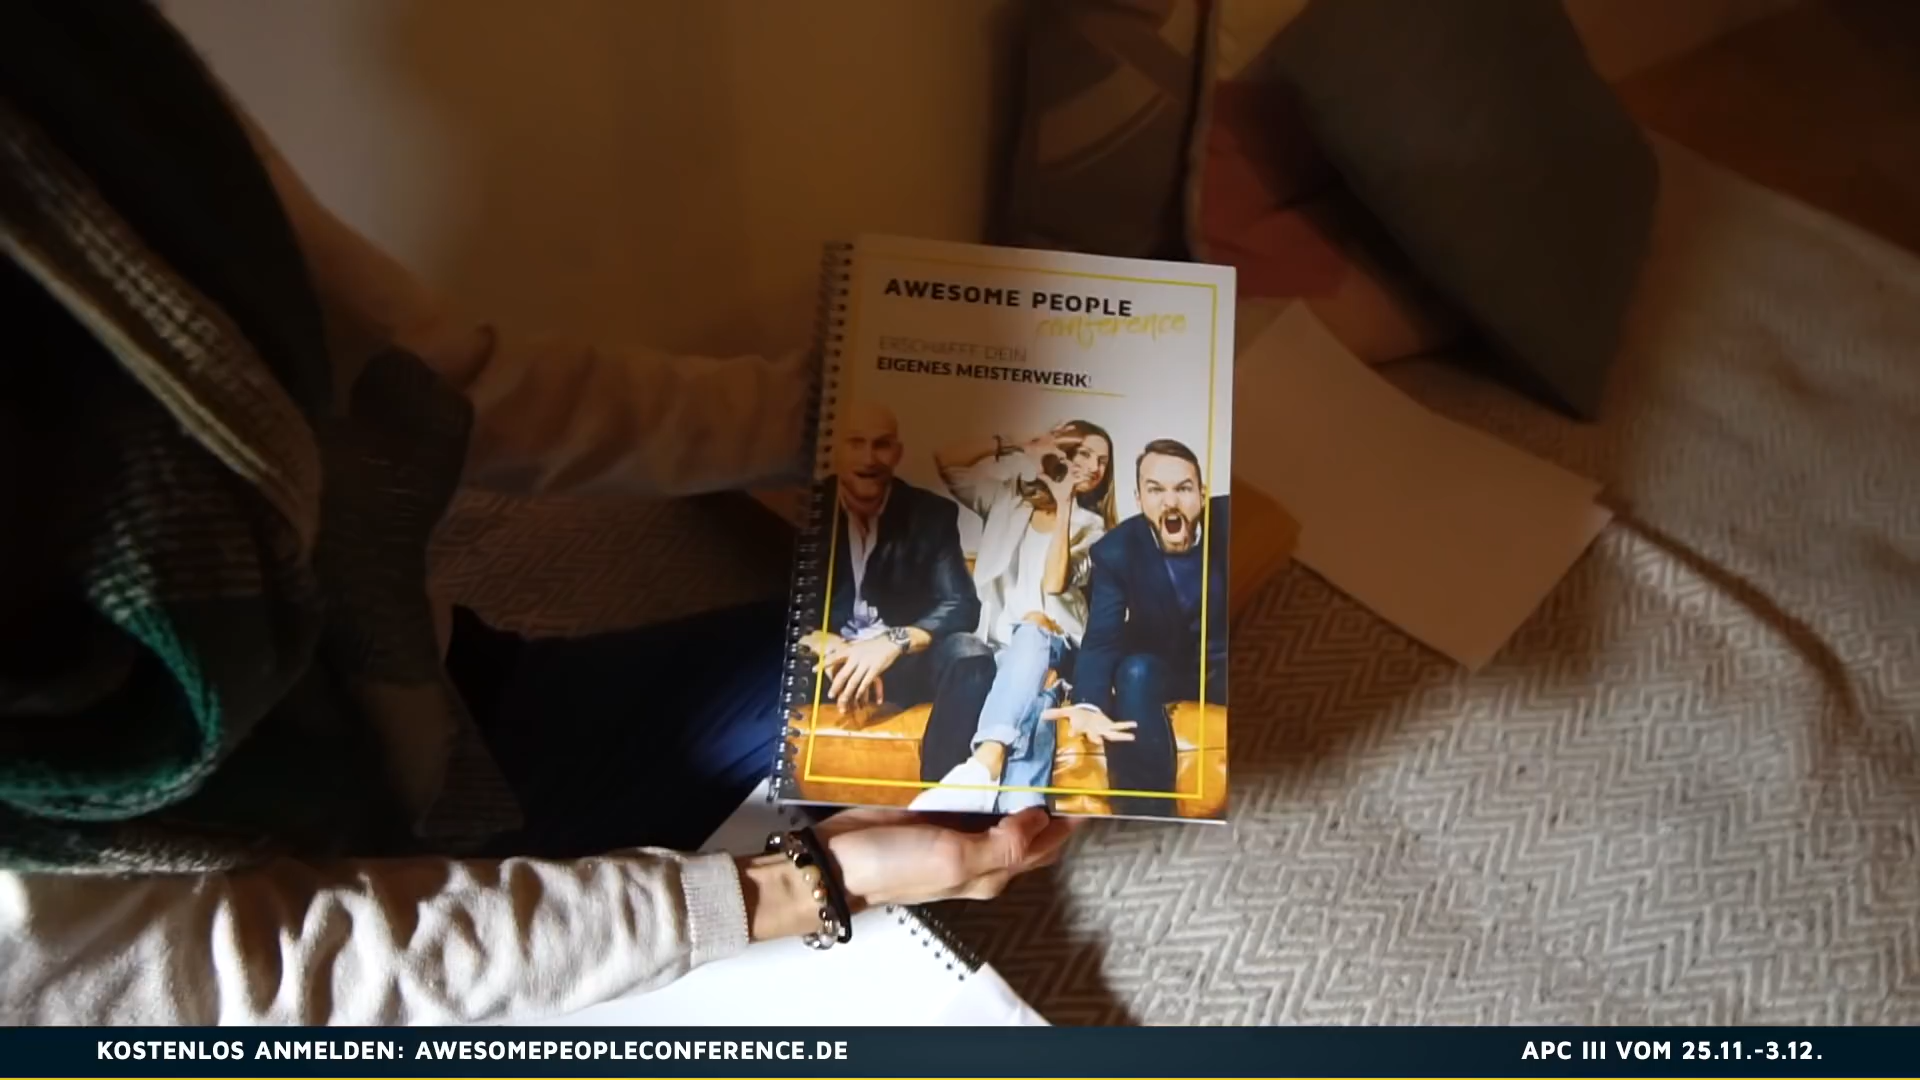 AWESOME PEOPLE
conference
ERSCHAFFE DEIN
EIGENES MEISTERWERK!
KOSTENLOS ANMELDEN: AWESOMEPEOPLECONFERENCE.DE
APC III VOM 25.11.-3.12.